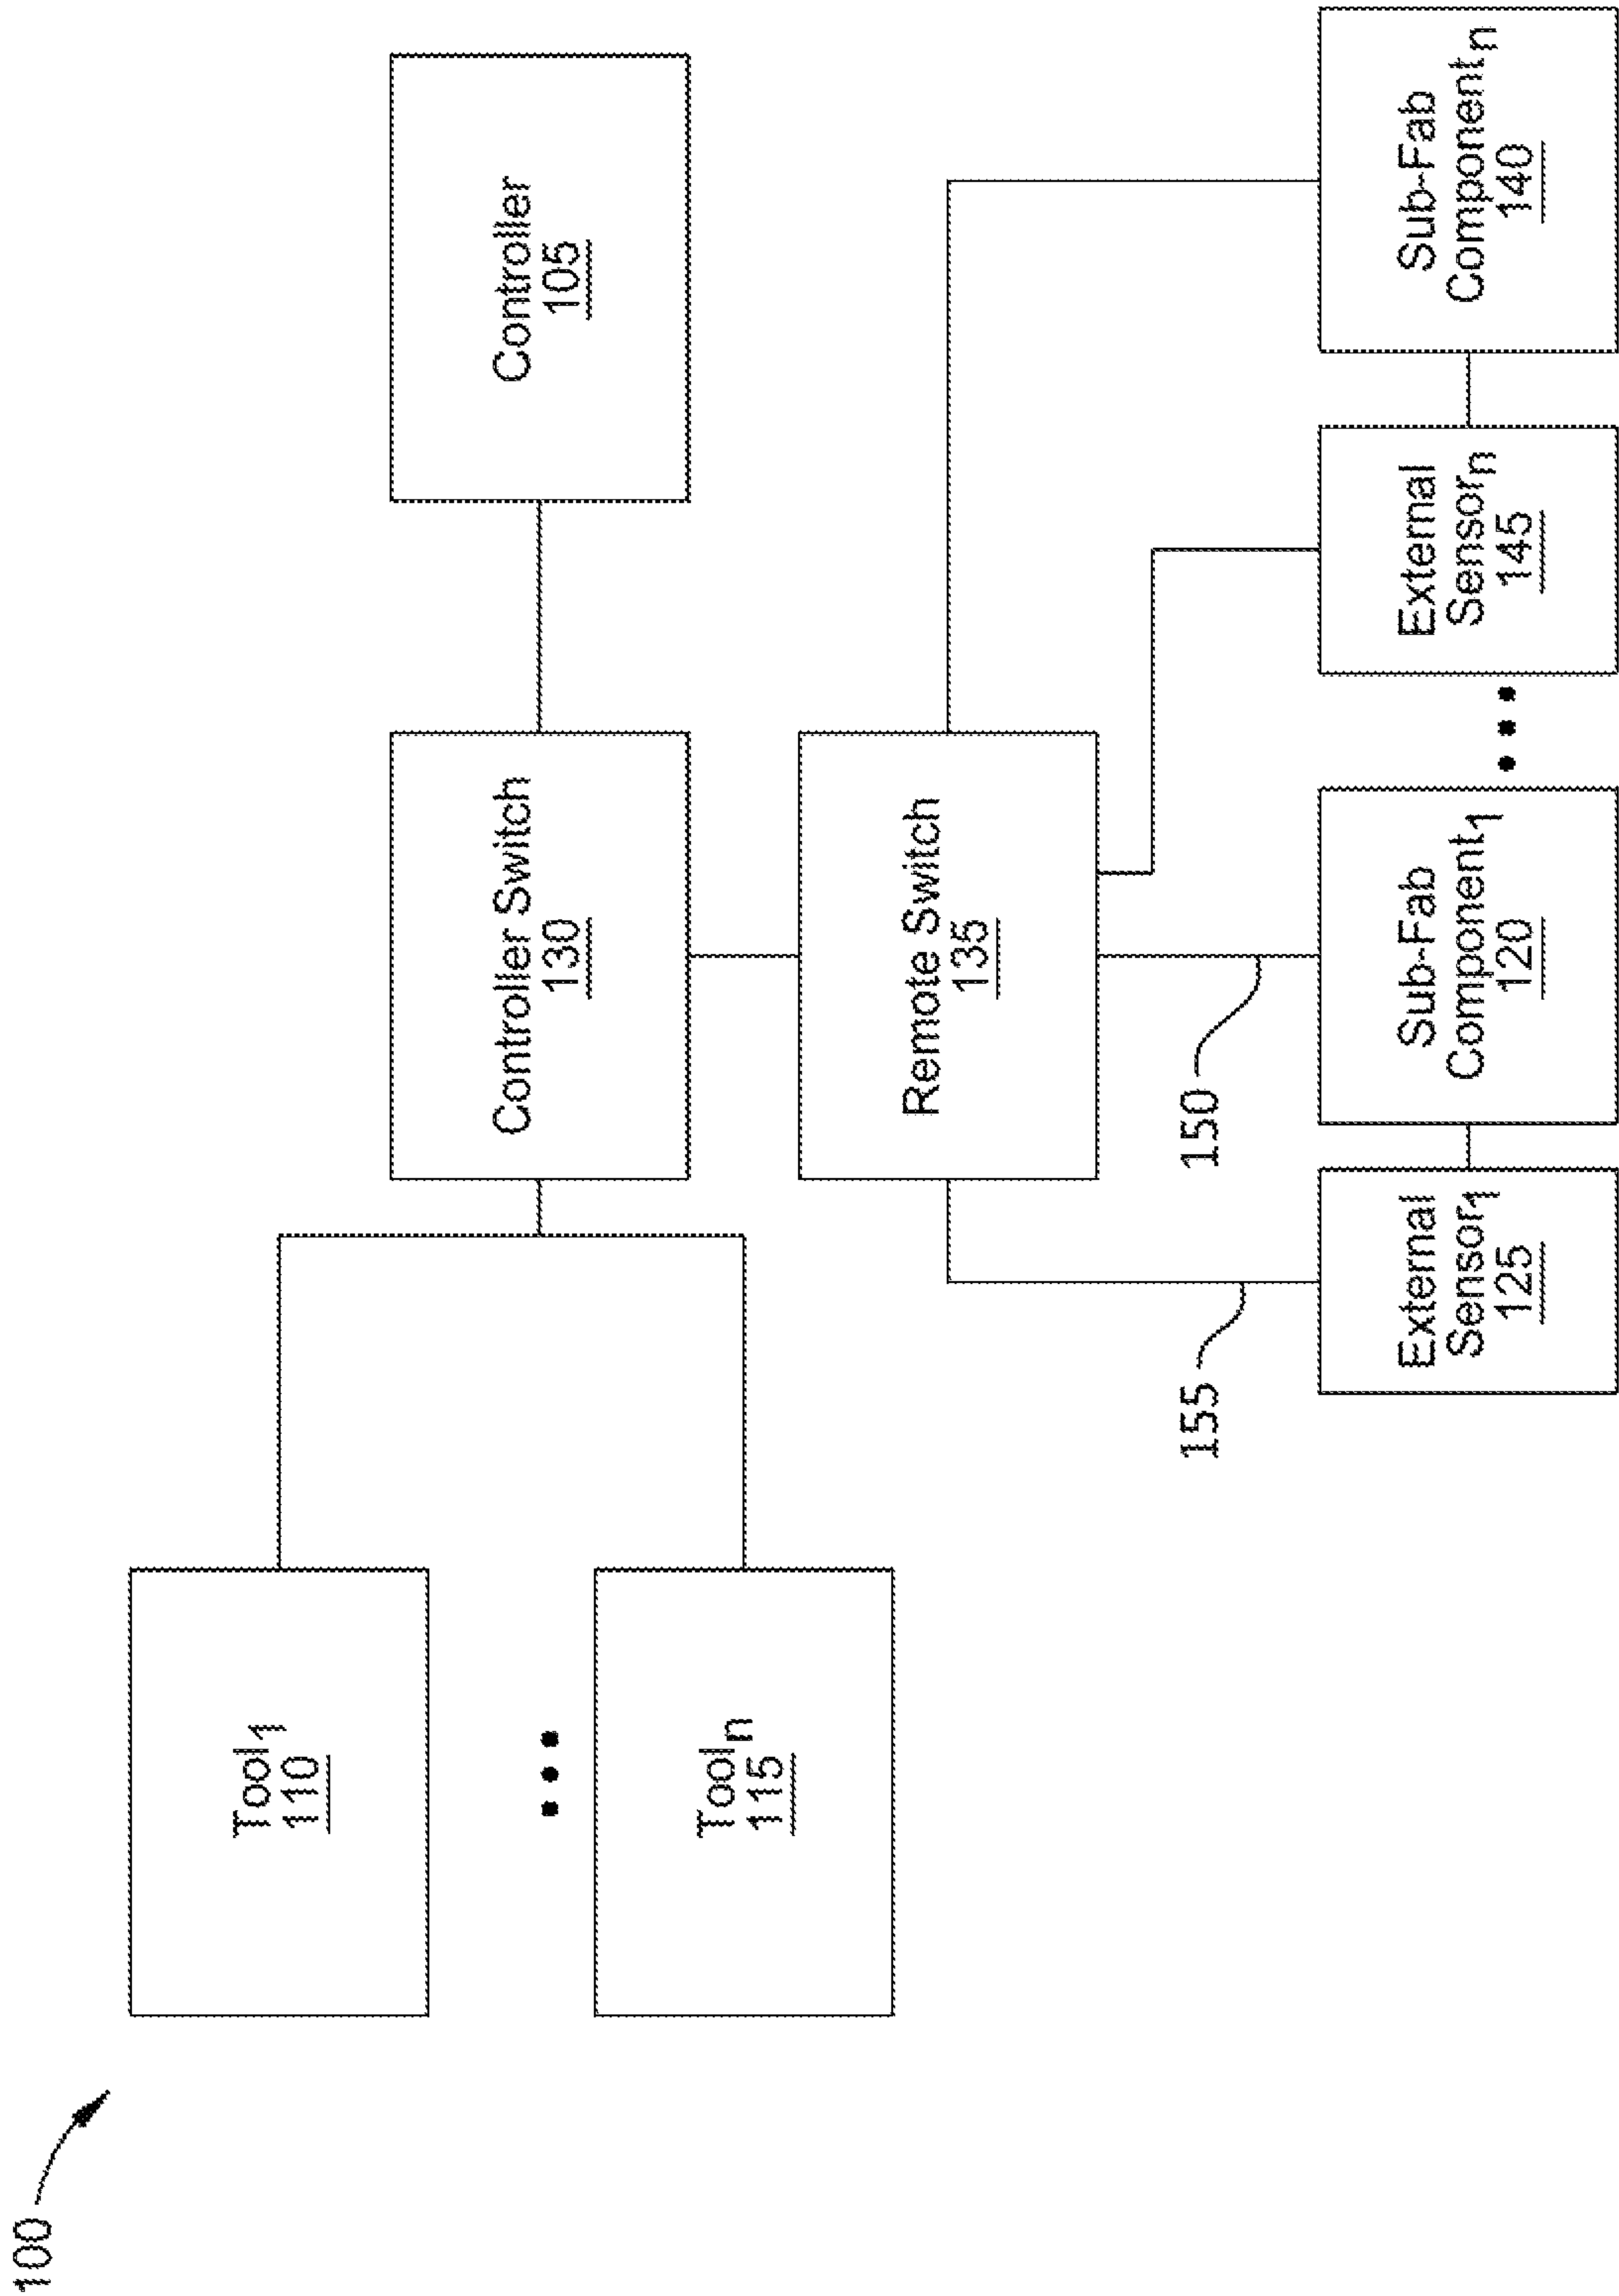 100
Tool1
110
Tooln
115
Controller Switch
130
Controller
105
Remote Switch
135
155
150
External
Sensor1
125
Sub-Fab
Component1
120
External
Sensorn
145
Sub-Fab
Componentn
140